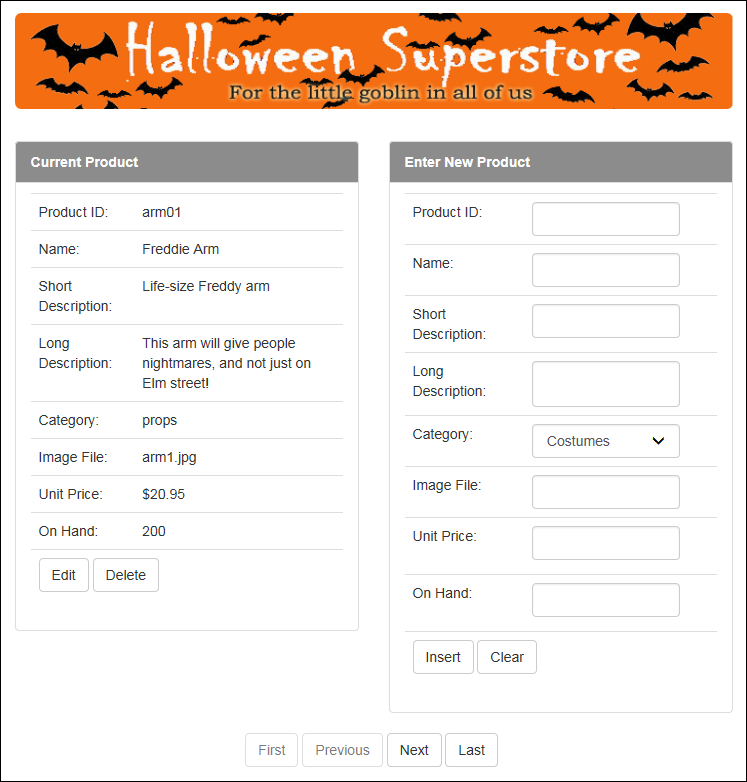 Halloween Superstore
For the little goblin in all of us
Current Product
Product ID: arm01
Name: Freddie Arm
Short Description: Life-size Freddy arm
Long Description: This arm will give people
nightmares, and not just on
Elm street!
Category: props
Image File: arm1.jpg
Unit Price: $20.95
On Hand: 200
Edit Delete
Enter New Product
Product ID:
Name:
Short
Description:
Long
Description:
Category: Costumes
Image File:
Unit Price:
On Hand:
Insert Clear
First Previous Next Last